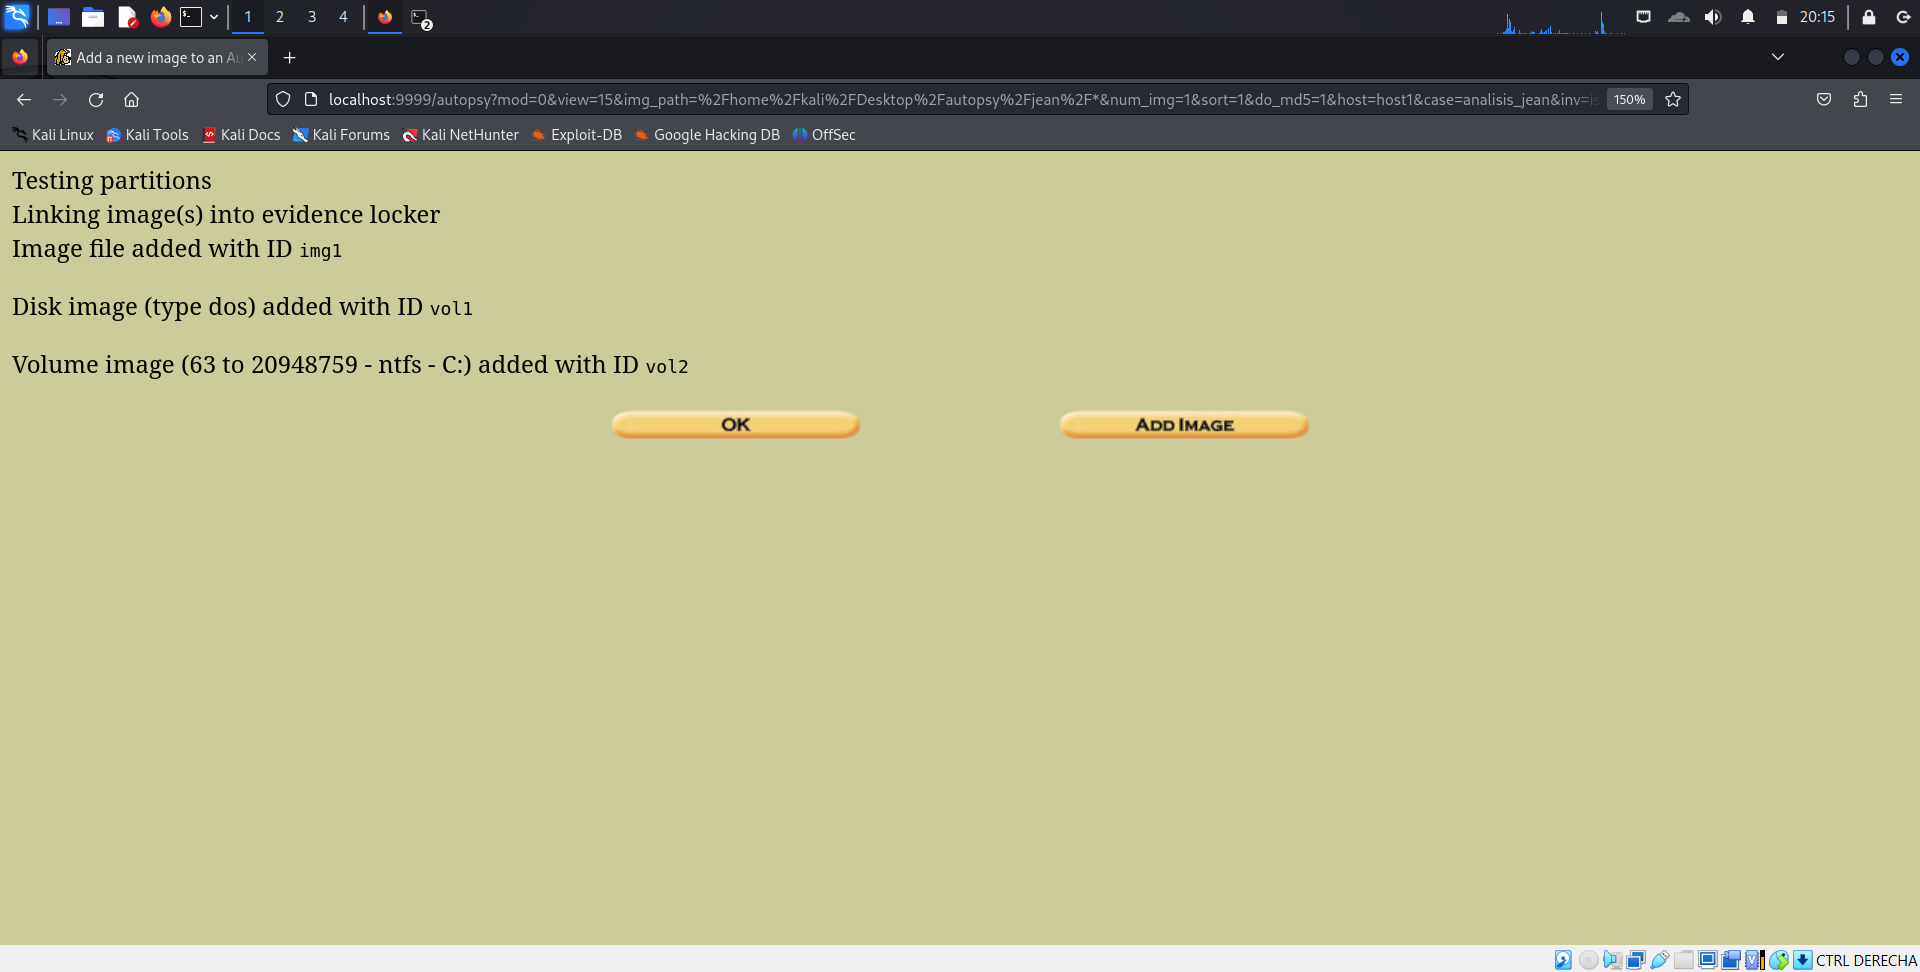 1 2 3 4 2 20:15
Add a new image to an Au
localhost:9999/autopsy?mod=0&view=15&img_path=%2Fhome%2Fkali%2FDesktop%2Fautopsy%2Fjean%2F*&num_img=1&sort=1&do_md5=1&host=host1&case=analisis_jean&inv=is 150%
Kali Linux Kali Tools Kali Docs Kali Forums Kali NetHunter Exploit-DB Google Hacking DB OffSec
Testing partitions
Linking image(s) into evidence locker
Image file added with ID img1
Disk image (type dos) added with ID vol1
Volume image (63 to 20948759 - ntfs - C:) added with ID vol2
OK ADD IMAGE
CTRL DERECHA